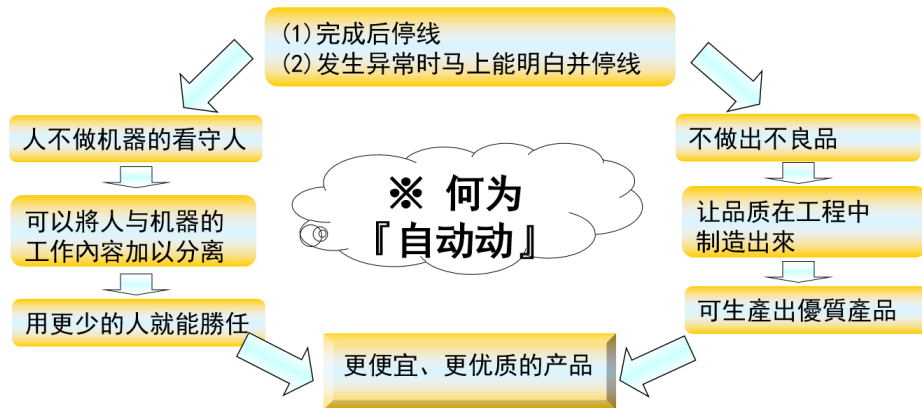 (1)完成后停线
(2)发生异常时马上能明白并停线
人不做机器的看守人
可以將人与机器的
工作內容加以分离
用更少的人就能勝任
※ 何为
『自动动』
不做出不良品
让品质在工程中
制造出來
可生產出優質產品
更便宜、更优质的产品